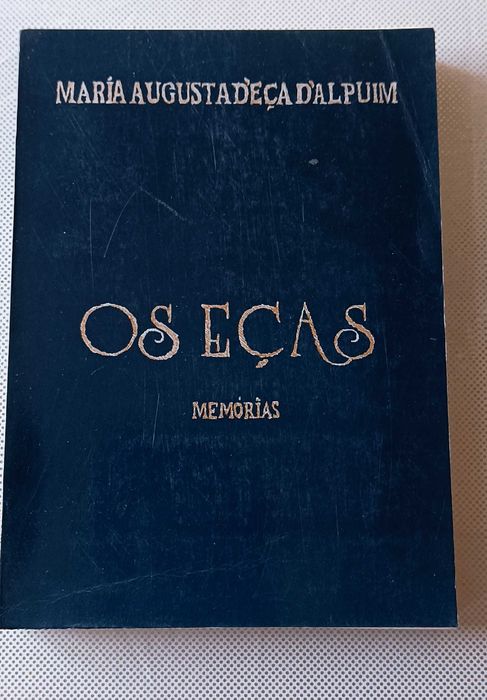 MARÍA AUGUSTA D'EÇA D'ALPUIM
OS EÇAS
MEMÓRIAS